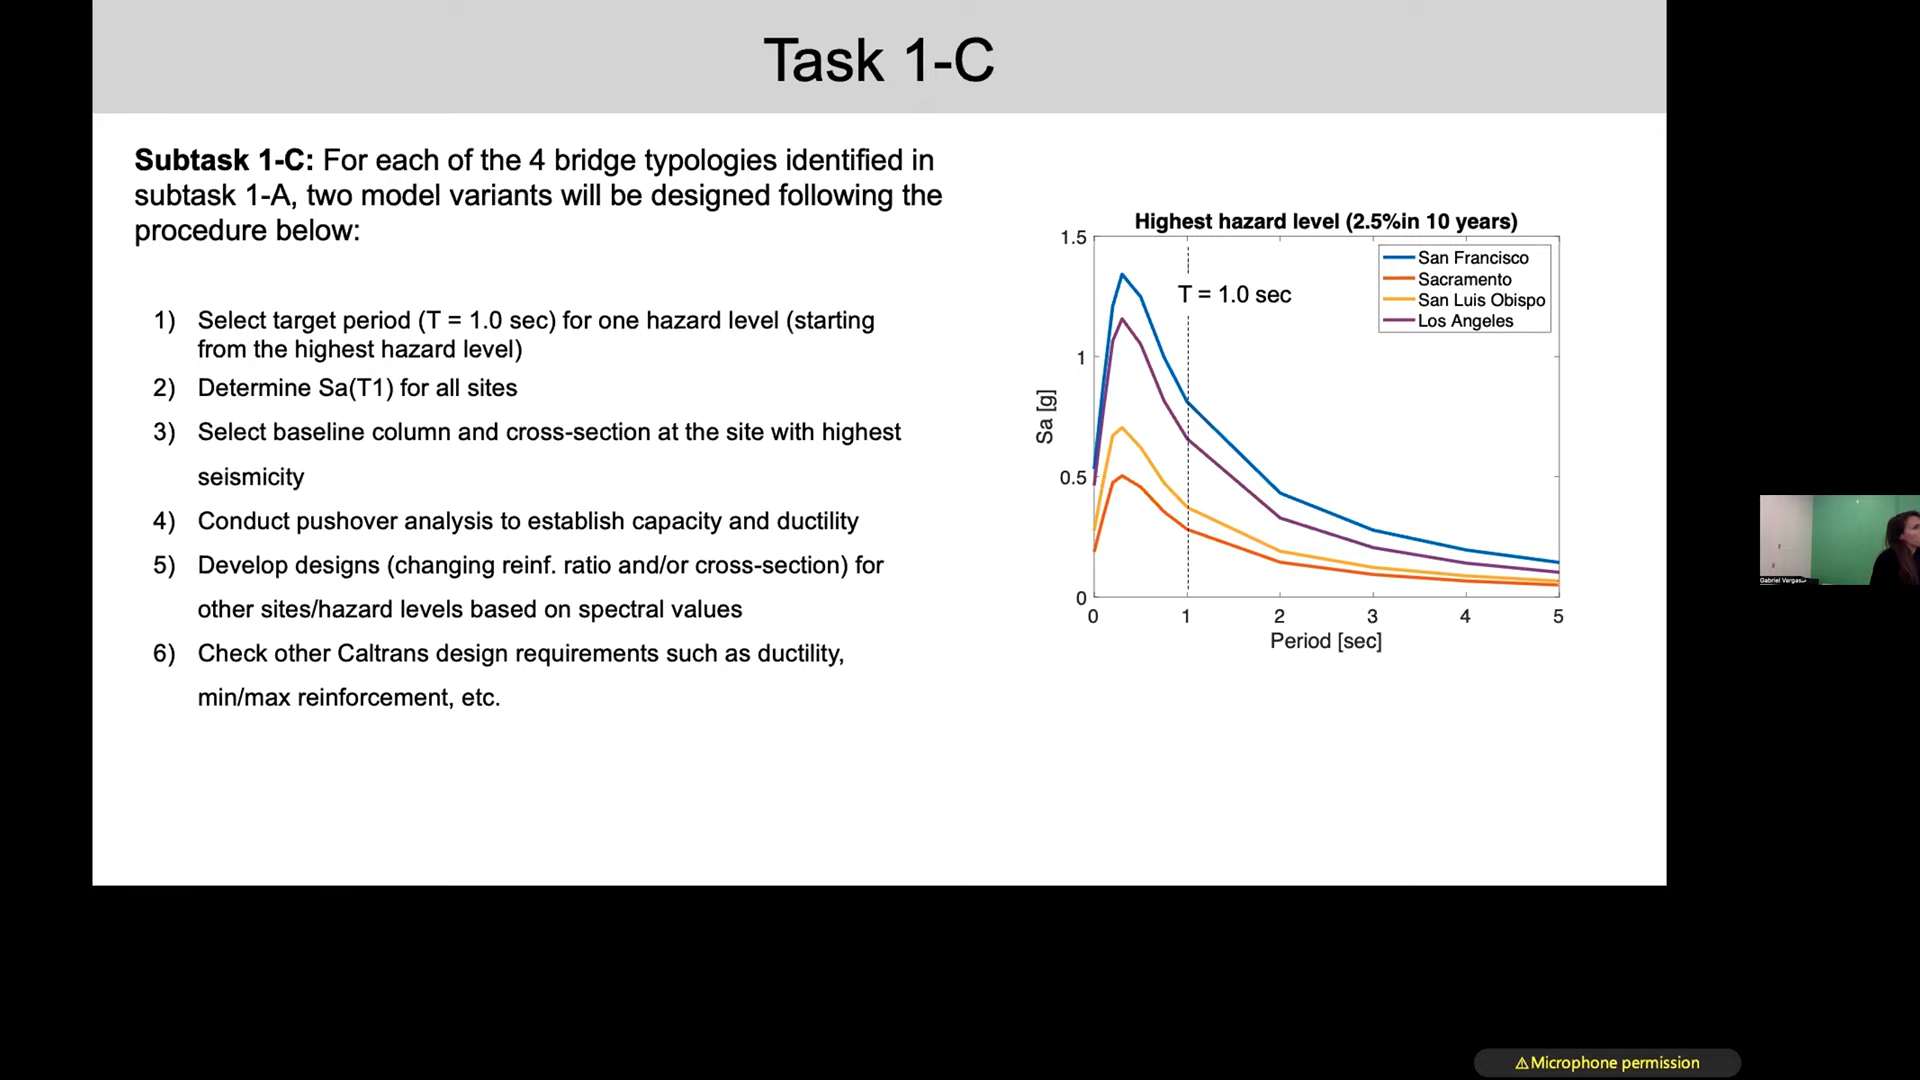 Task 1-C
Subtask 1-C: For each of the 4 bridge typologies identified in
subtask 1-A, two model variants will be designed following the
procedure below:
1) Select target period (T = 1.0 sec) for one hazard level (starting
from the highest hazard level)
2) Determine Sa(T1) for all sites
3) Select baseline column and cross-section at the site with highest
seismicity
4) Conduct pushover analysis to establish capacity and ductility
5) Develop designs (changing reinf. ratio and/or cross-section) for
other sites/hazard levels based on spectral values
6) Check other Caltrans design requirements such as ductility,
min/max reinforcement, etc.
Highest hazard level (2.5%in 10 years)
1.5
1
0.5
0
Sa [g]
T = 1.0 sec
San Francisco
Sacramento
San Luis Obispo
Los Angeles
0 1 2 3 4 5
Period [sec]
Gabriel Vargas
⚠Microphone permission